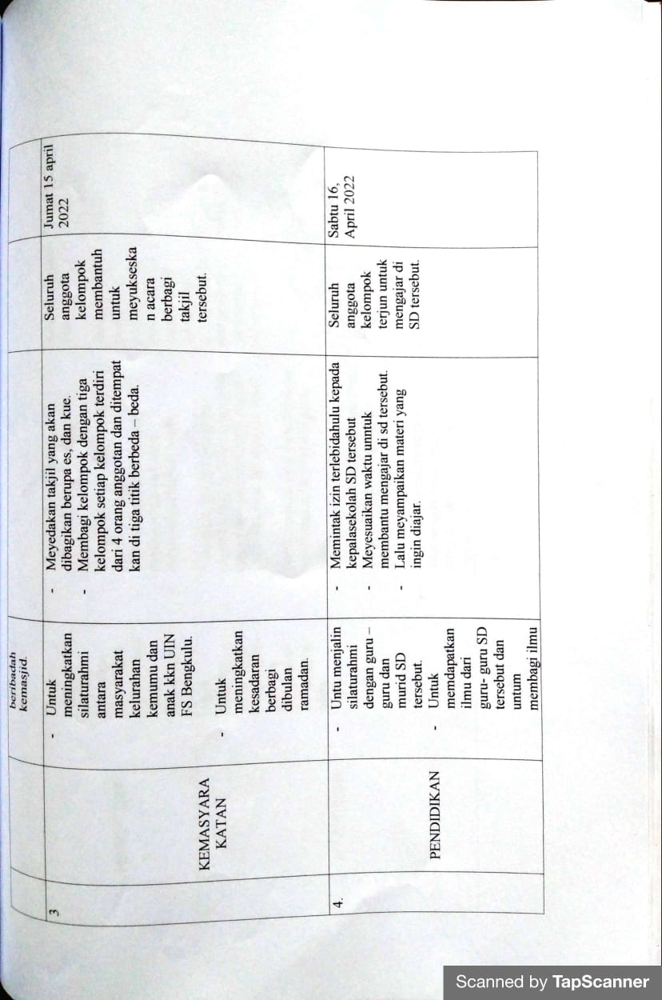 beribadah
kemasjid.
3
KEMASYARA
KATAN
- Untuk
meningkatkan
silaturahmi
antara
masyarakat
kelurahan
kemumu dan
anak kkn UIN
FS Bengkulu.
- Untuk
meningkatkan
kesadaran
berbagi
dibulan
ramadan.
- Meyedakan takjil yang akan
dibagikan berupa es, dan kue.
- Membagi kelompok dengan tiga
kelompok setiap kelompok terdiri
dari 4 orang anggotan dan ditempat
kan di tiga titik berbeda – beda.
Seluruh
anggota
kelompok
membantuh
untuk
meyukseska
n acara
berbagi
takjil
tersebut.
Jumat 15 april
2022
4.
PENDIDIKAN
- Untu menjalin
silaturahmi
dengan guru –
guru dan
murid SD
tersebut.
- Untuk
memdapatkan
ilmu dari
guru- guru SD
tersebut dan
untum
membagi ilmu
- Memintak izin terlebidahulu kepada
kepalasekolah SD tersebut
- Meyesuaikan waktu unntuk
membantu mengajar di sd tersebut.
- Lalu meyampaikan materi yang
ingin diajar.
Seluruh
anggota
kelompok
terjun untuk
mengajar di
SD tersebut.
Sabtu 16,
April 2022
Scanned by TapScanner